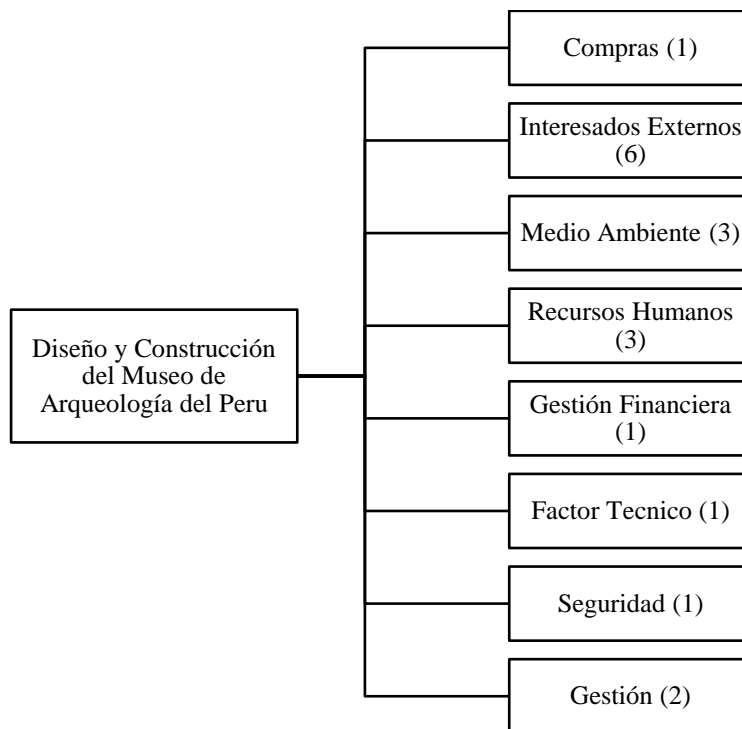 Compras (1)
Interesados Externos
(6)
Medio Ambiente (3)
Recursos Humanos
(3)
Diseño y Construcción
del Museo de
Arqueología del Peru
Gestión Financiera
(1)
Factor Tecnico (1)
Seguridad (1)
Gestión (2)